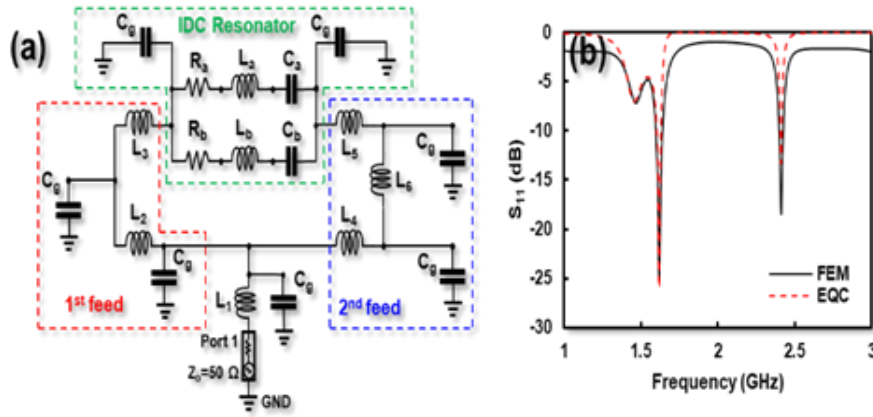 (a)
IDC Resonator
Cg
Cg
Ra
La
Ca
Rb
Lb
Cb
L3
L5
Cg
Cg
L6
L2
L4
Cg
Cg
Cg
1st feed
L1
2nd feed
Port 1
Z0=50 Ω
GND
(b)
S11 (dB)
0
-5
-10
-15
-20
-25
-30
FEM
EQC
1
1.5
2
2.5
3
Frequency (GHz)